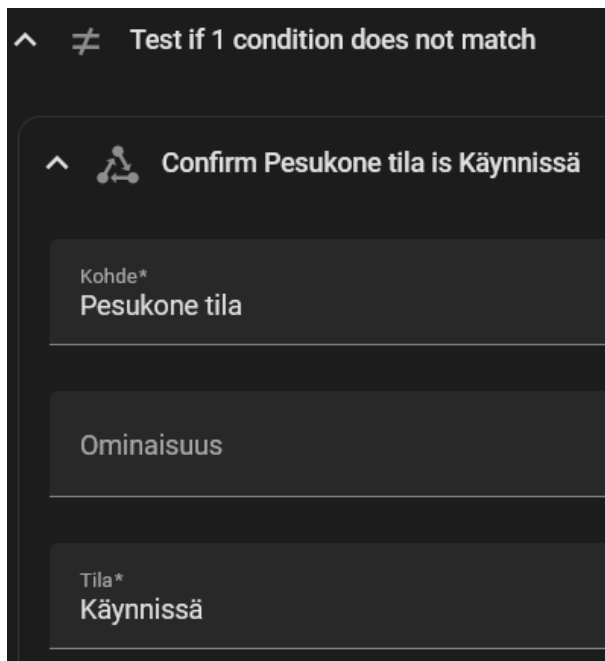 ≠ Test if 1 condition does not match
Confirm Pesukone tila is Käynnissä
Kohde*
Pesukone tila
Ominaisuus
Tila*
Käynnissä